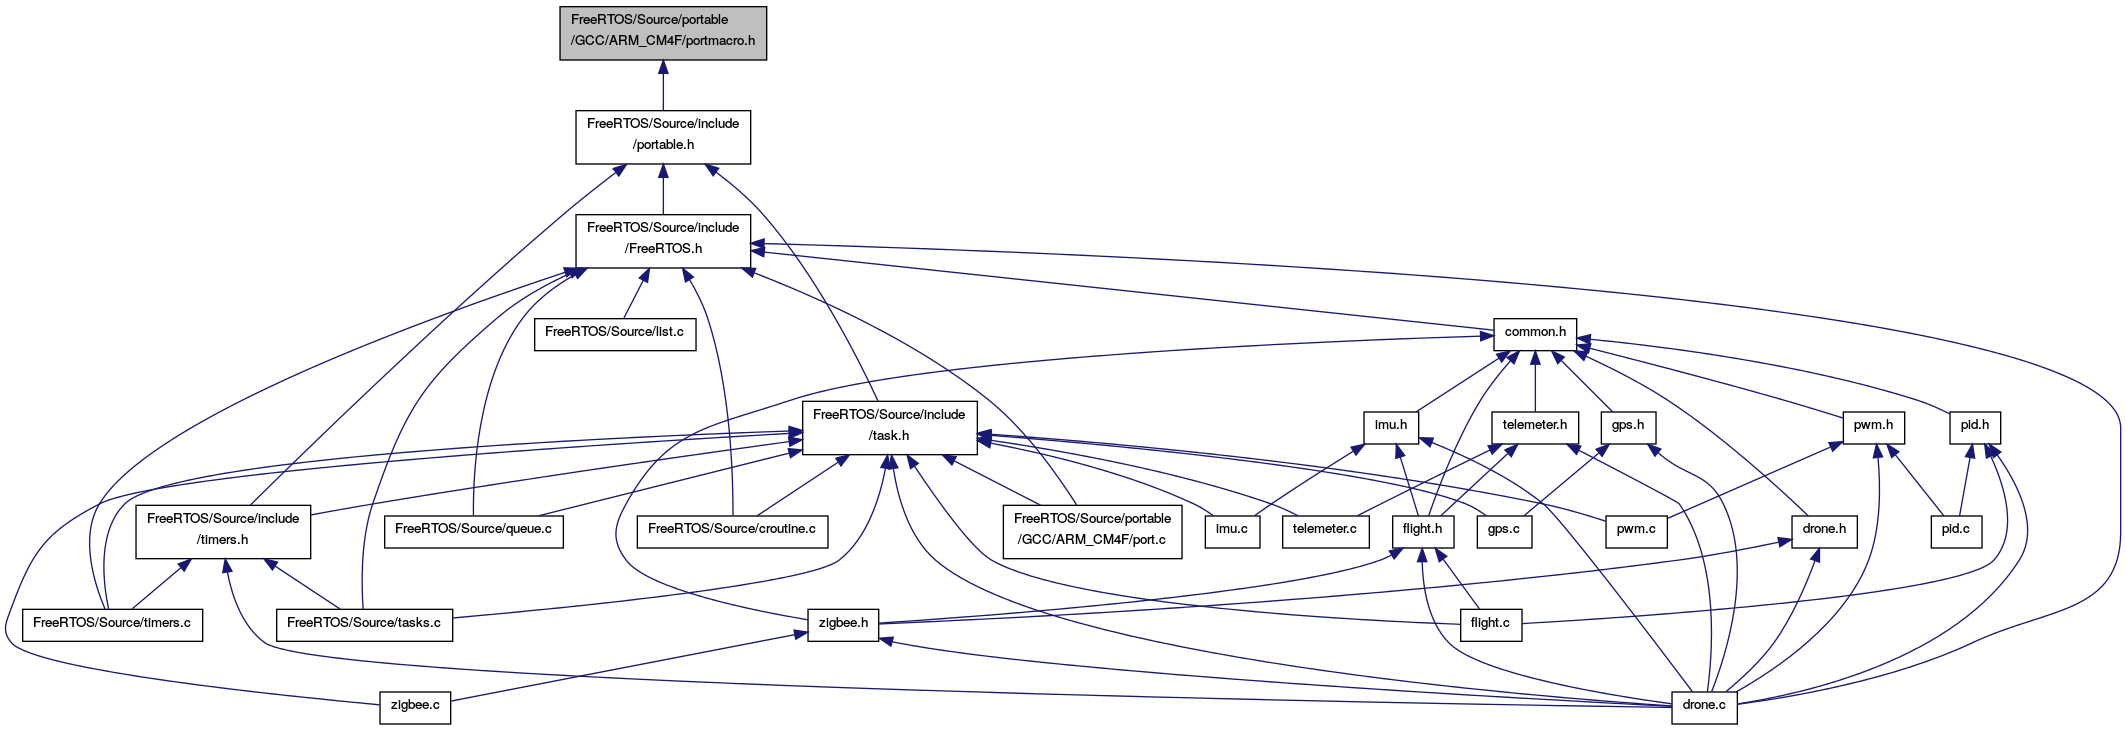 FreeRTOS/Source/portable
/GCC/ARM_CM4F/portmacro.h
FreeRTOS/Source/include
/portable.h
FreeRTOS/Source/include
/FreeRTOS.h
FreeRTOS/Source/list.c
common.h
FreeRTOS/Source/include
/task.h
imu.h
telemeter.h
gps.h
pwm.h
pid.h
FreeRTOS/Source/include
/timers.h
FreeRTOS/Source/queue.c
FreeRTOS/Source/croutine.c
FreeRTOS/Source/portable
/GCC/ARM_CM4F/port.c
imu.c
telemeter.c
flight.h
gps.c
pwm.c
drone.h
pid.c
FreeRTOS/Source/timers.c
FreeRTOS/Source/tasks.c
zigbee.h
flight.c
zigbee.c
drone.c